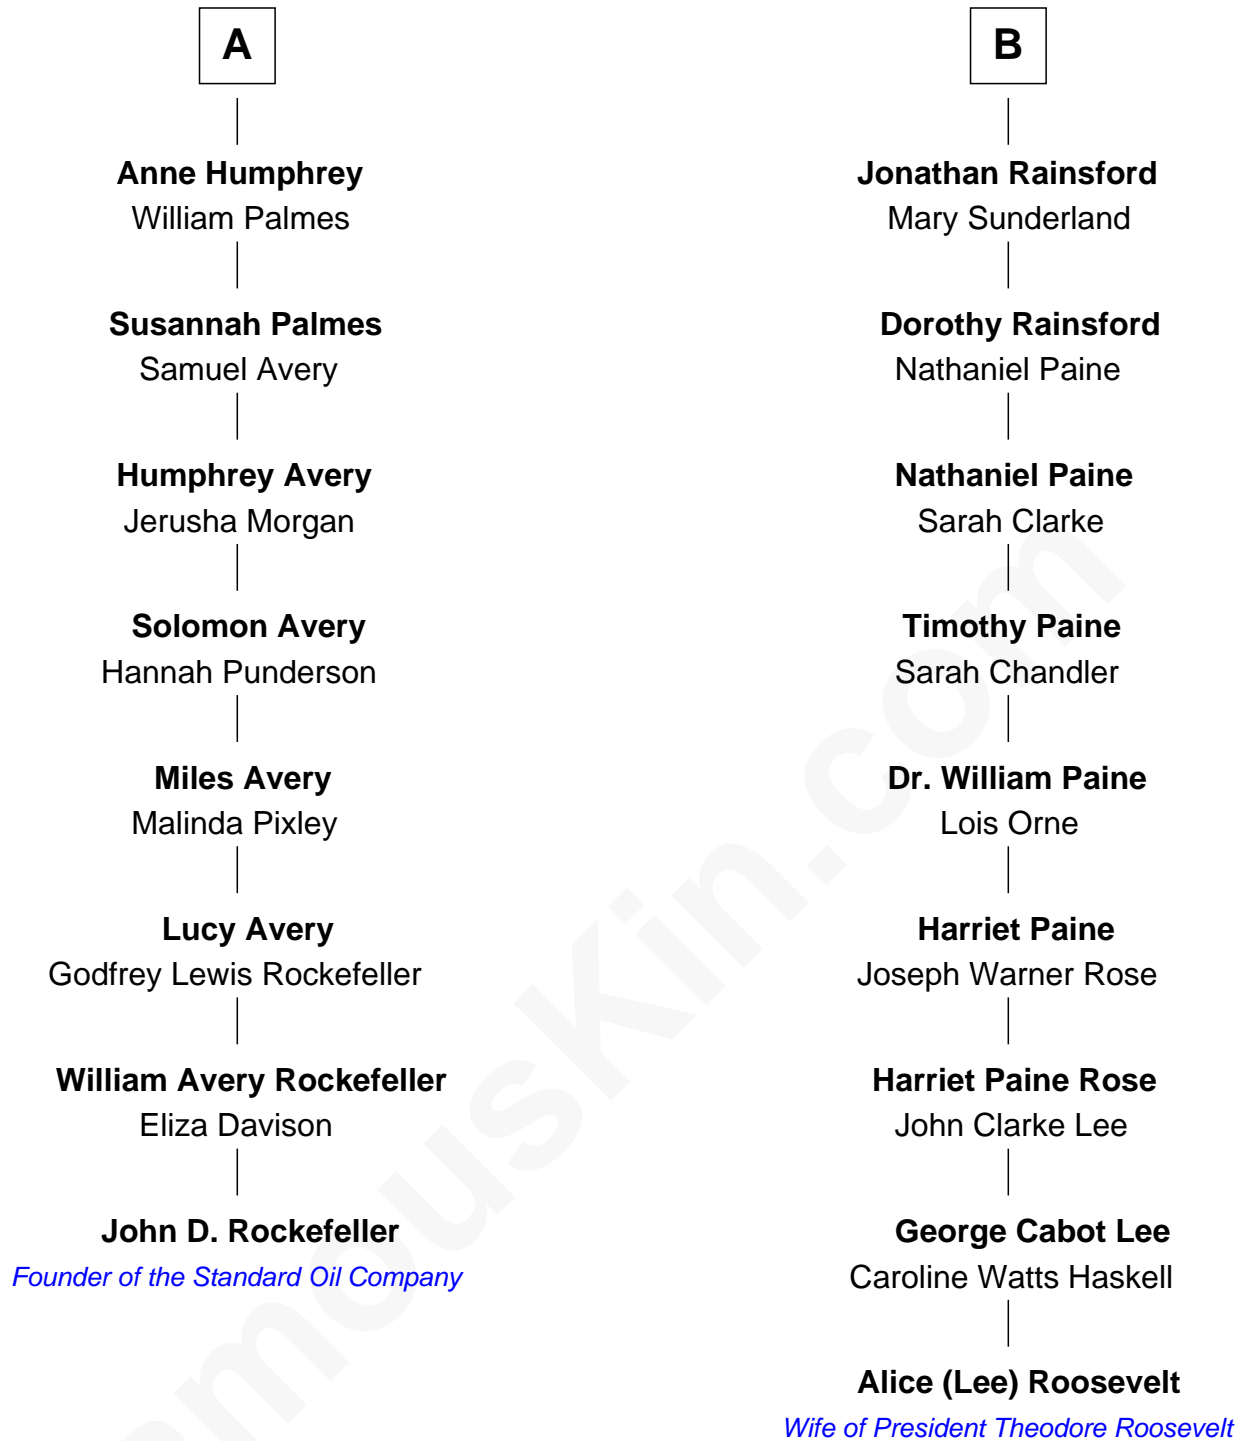 A
Anne Humphrey
William Palmes
Susannah Palmes
Samuel Avery
Humphrey Avery
Jerusha Morgan
Solomon Avery
Hannah Punderson
Miles Avery
Malinda Pixley
Lucy Avery
Godfrey Lewis Rockefeller
William Avery Rockefeller
Eliza Davison
John D. Rockefeller
Founder of the Standard Oil Company
B
Jonathan Rainsford
Mary Sunderland
Dorothy Rainsford
Nathaniel Paine
Nathaniel Paine
Sarah Clarke
Timothy Paine
Sarah Chandler
Dr. William Paine
Lois Orne
Harriet Paine
Joseph Warner Rose
Harriet Paine Rose
John Clarke Lee
George Cabot Lee
Caroline Watts Haskell
Alice (Lee) Roosevelt
Wife of President Theodore Roosevelt
amousKin.com